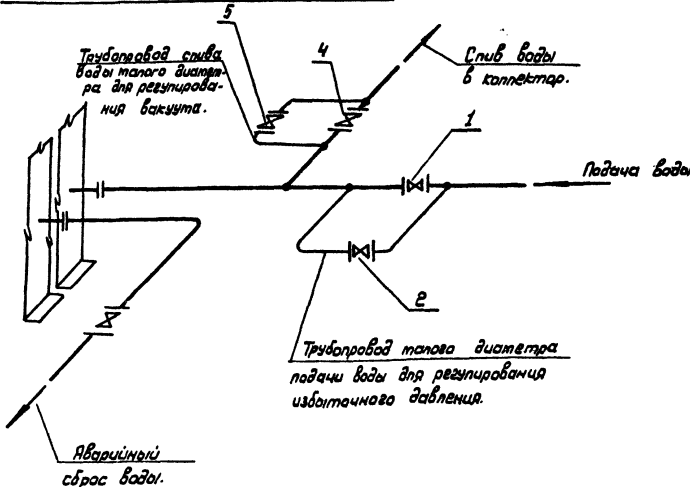 5
4
Трубопровод слива
воды малого диамет-
ра для регулирова-
ния вакуума.
Слив воды
в коллектор.
1
Подача воды
2
Трубопровод малого диаметра
подачи воды для регулирования
избыточного давления.
Аварийный
сброс воды.